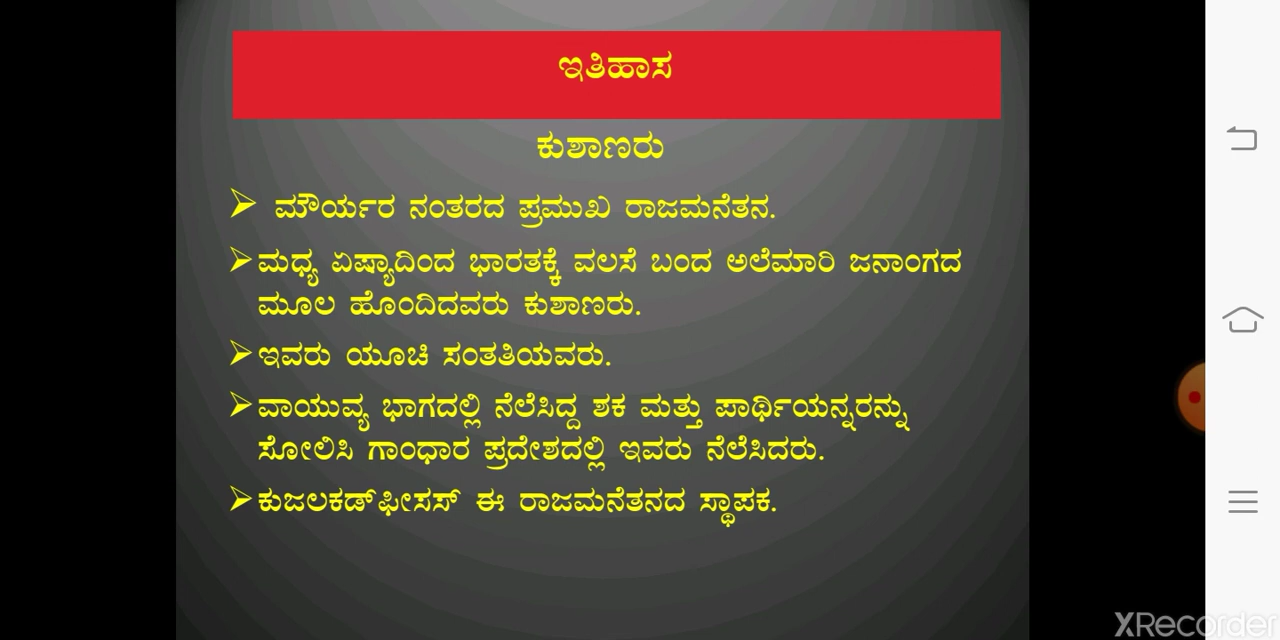 ಇತಿಹಾಸ
ಕುಶಾಣರು
➢ ಮೌರ್ಯರ ನಂತರದ ಪ್ರಮುಖ ರಾಜಮನೆತನ.
➢ ಮಧ್ಯ ಏಷ್ಯಾದಿಂದ ಭಾರತಕ್ಕೆ ವಲಸೆ ಬಂದ ಅಲೆಮಾರಿ ಜನಾಂಗದ
ಮೂಲ ಹೊಂದಿದವರು ಕುಶಾಣರು.
➢ ಇವರು ಯೂಚಿ ಸಂತತಿಯವರು.
➢ ವಾಯುವ್ಯ ಭಾಗದಲ್ಲಿ ನೆಲೆಸಿದ್ದ ಶಕ ಮತ್ತು ಪಾರ್ಥಿಯನ್ನರನ್ನು
ಸೋಲಿಸಿ ಗಾಂಧಾರ ಪ್ರದೇಶದಲ್ಲಿ ಇವರು ನೆಲೆಸಿದರು.
➢ ಕುಜಲಕಡ್‌ಫೀಸಸ್ ಈ ರಾಜಮನೆತನದ ಸ್ಥಾಪಕ.
XRecorder